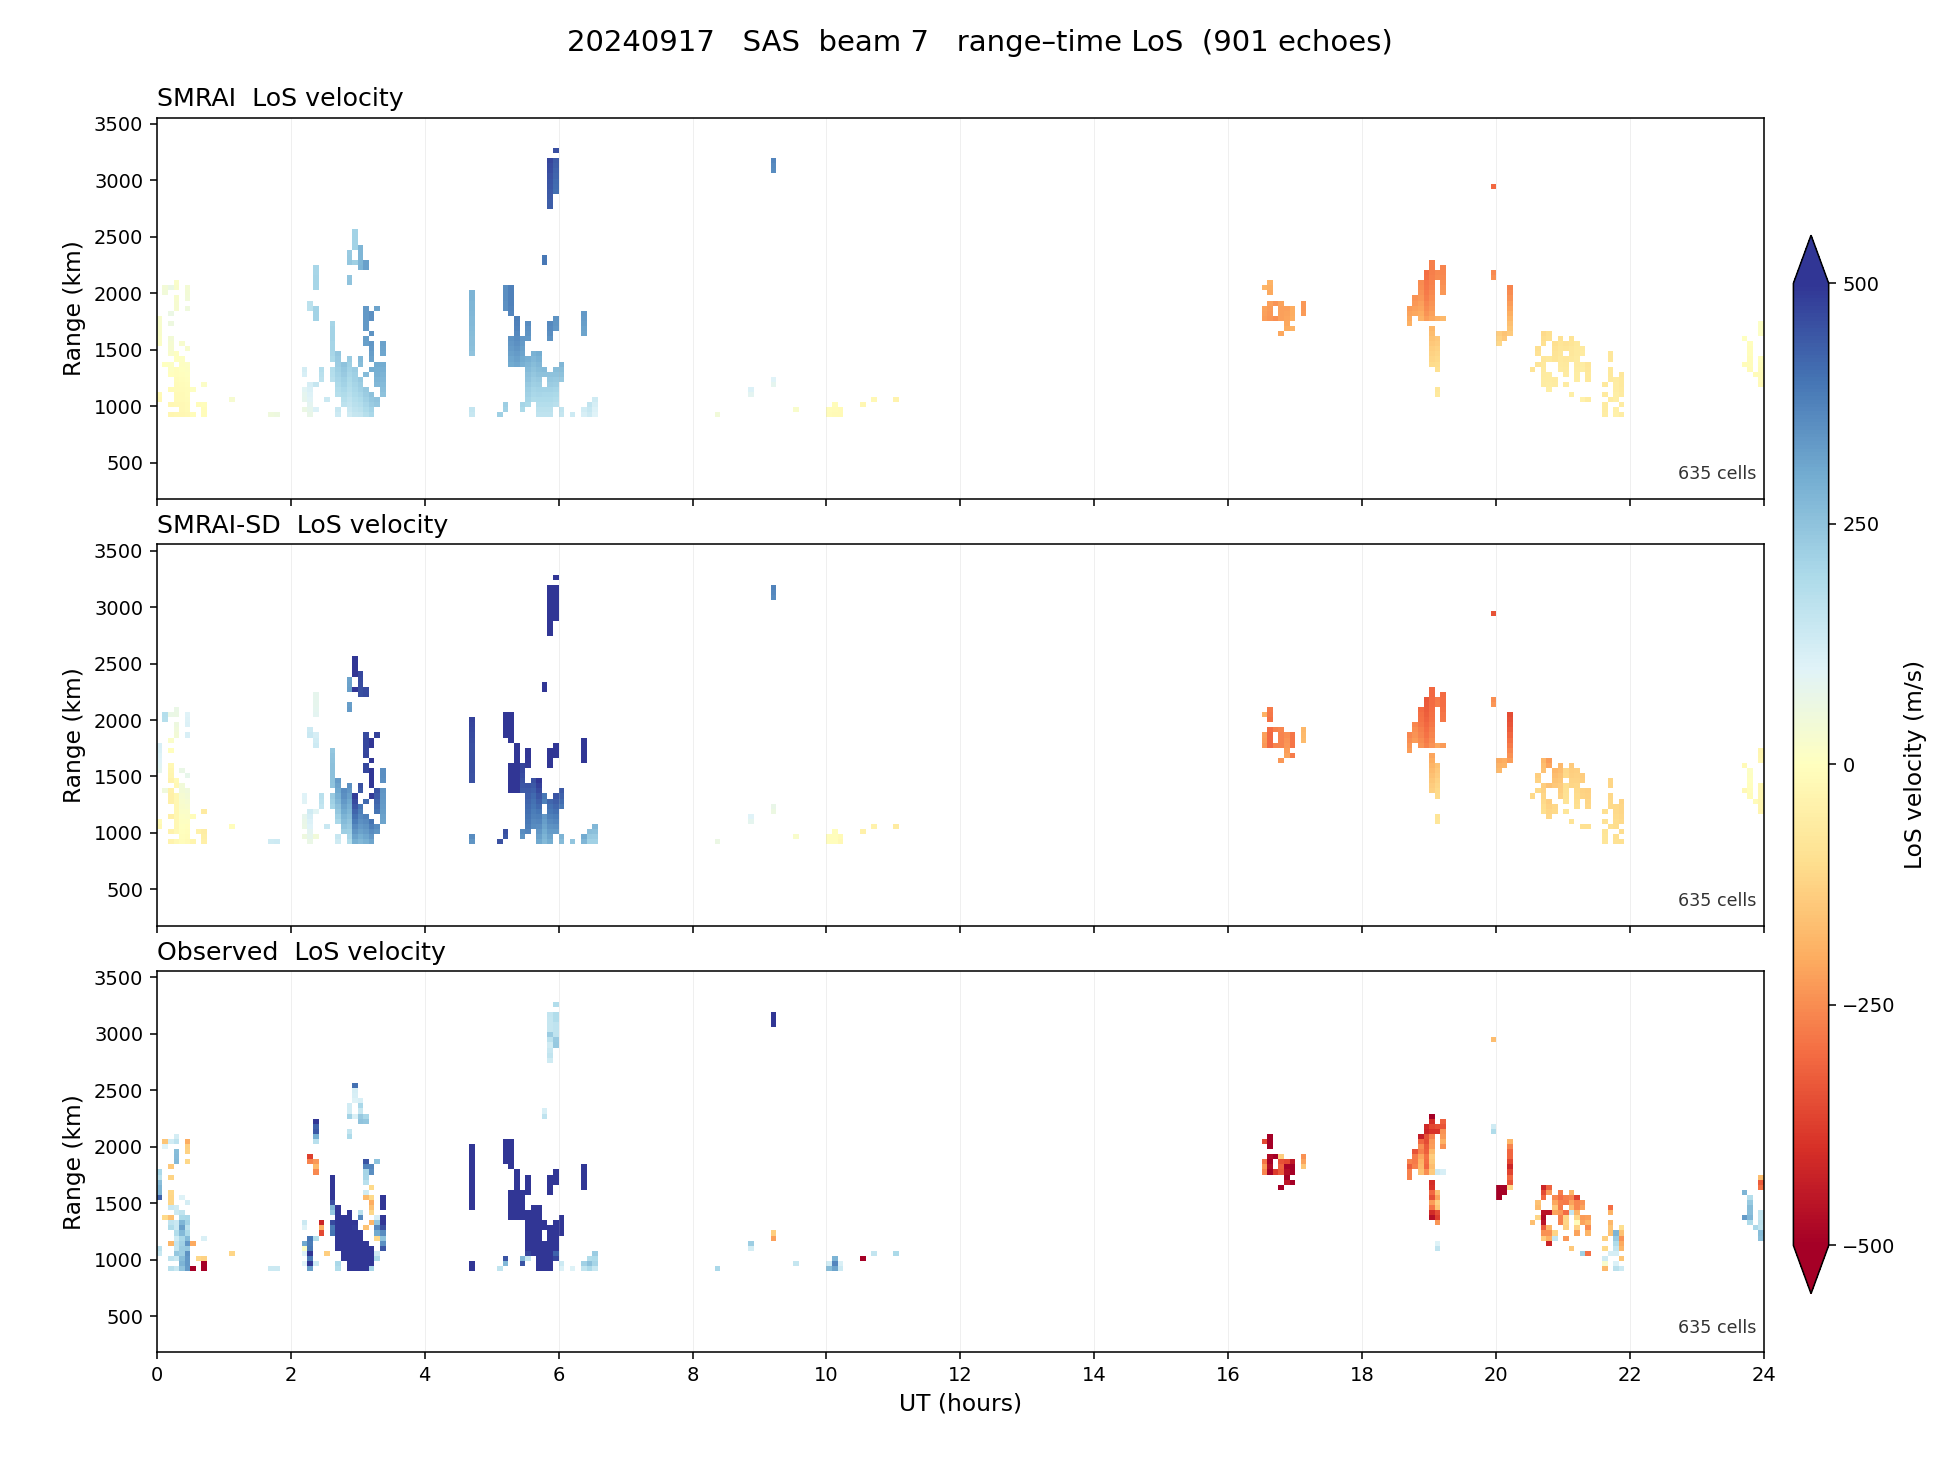 20240917   SAS  beam 7   range–time LoS  (901 echoes)
SMRAI  LoS velocity
3500
3000
2500
2000
1500
1000
500
Range (km)
635 cells
SMRAI-SD  LoS velocity
3500
3000
2500
2000
1500
1000
500
Range (km)
635 cells
Observed  LoS velocity
3500
3000
2500
2000
1500
1000
500
Range (km)
635 cells
0 2 4 6 8 10 12 14 16 18 20 22 24
UT (hours)
500
250
0
−250
−500
LoS velocity (m/s)